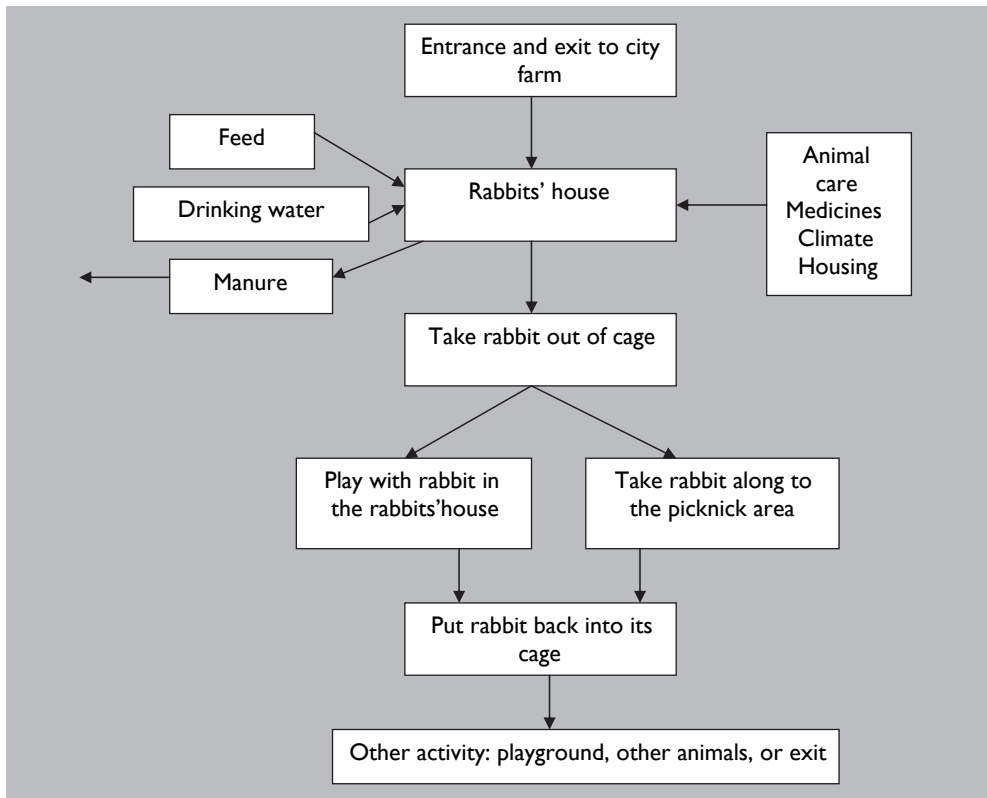 Entrance and exit to city
farm
Feed
Rabbits’ house
Animal
care
Medicines
Climate
Housing
Drinking water
Manure
Take rabbit out of cage
Play with rabbit in
the rabbits’house
Take rabbit along to
the picknick area
Put rabbit back into its
cage
Other activity: playground, other animals, or exit